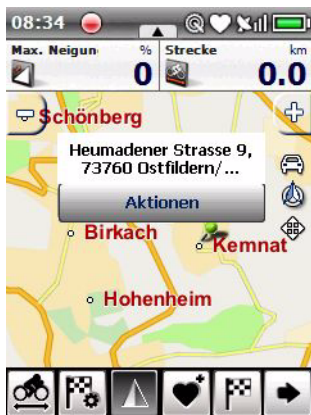 08:34
Max. Neigun % Strecke km
0 0.0
Schönberg
Heumadener Strasse 9,
73760 Ostfildern/...
Aktionen
Birkach
Kemnat
Hohenheim